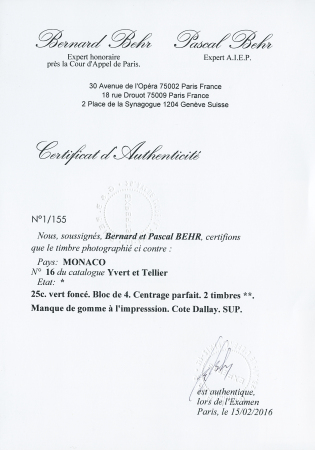 Bernard Behr Pascal Behr
Expert honoraire Expert A.I.E.P.
près la Cour d'Appel de Paris.
30 Avenue de l'Opéra 75002 Paris France
18 rue Drouot 75009 Paris France
2 Place de la Synagogue 1204 Genève Suisse
Certificat d'Authenticité
N°1/155
Nous, soussignés, Bernard et Pascal BEHR, certifions
que le timbre photographié ci contre :
Pays: MONACO
N° 16 du catalogue Yvert et Tellier
Etat: *
25c. vert foncé. Bloc de 4. Centrage parfait. 2 timbres **.
Manque de gomme à l'impresssion. Cote Dallay. SUP.
est authentique,
lors de l'Examen
Paris, le 15/02/2016